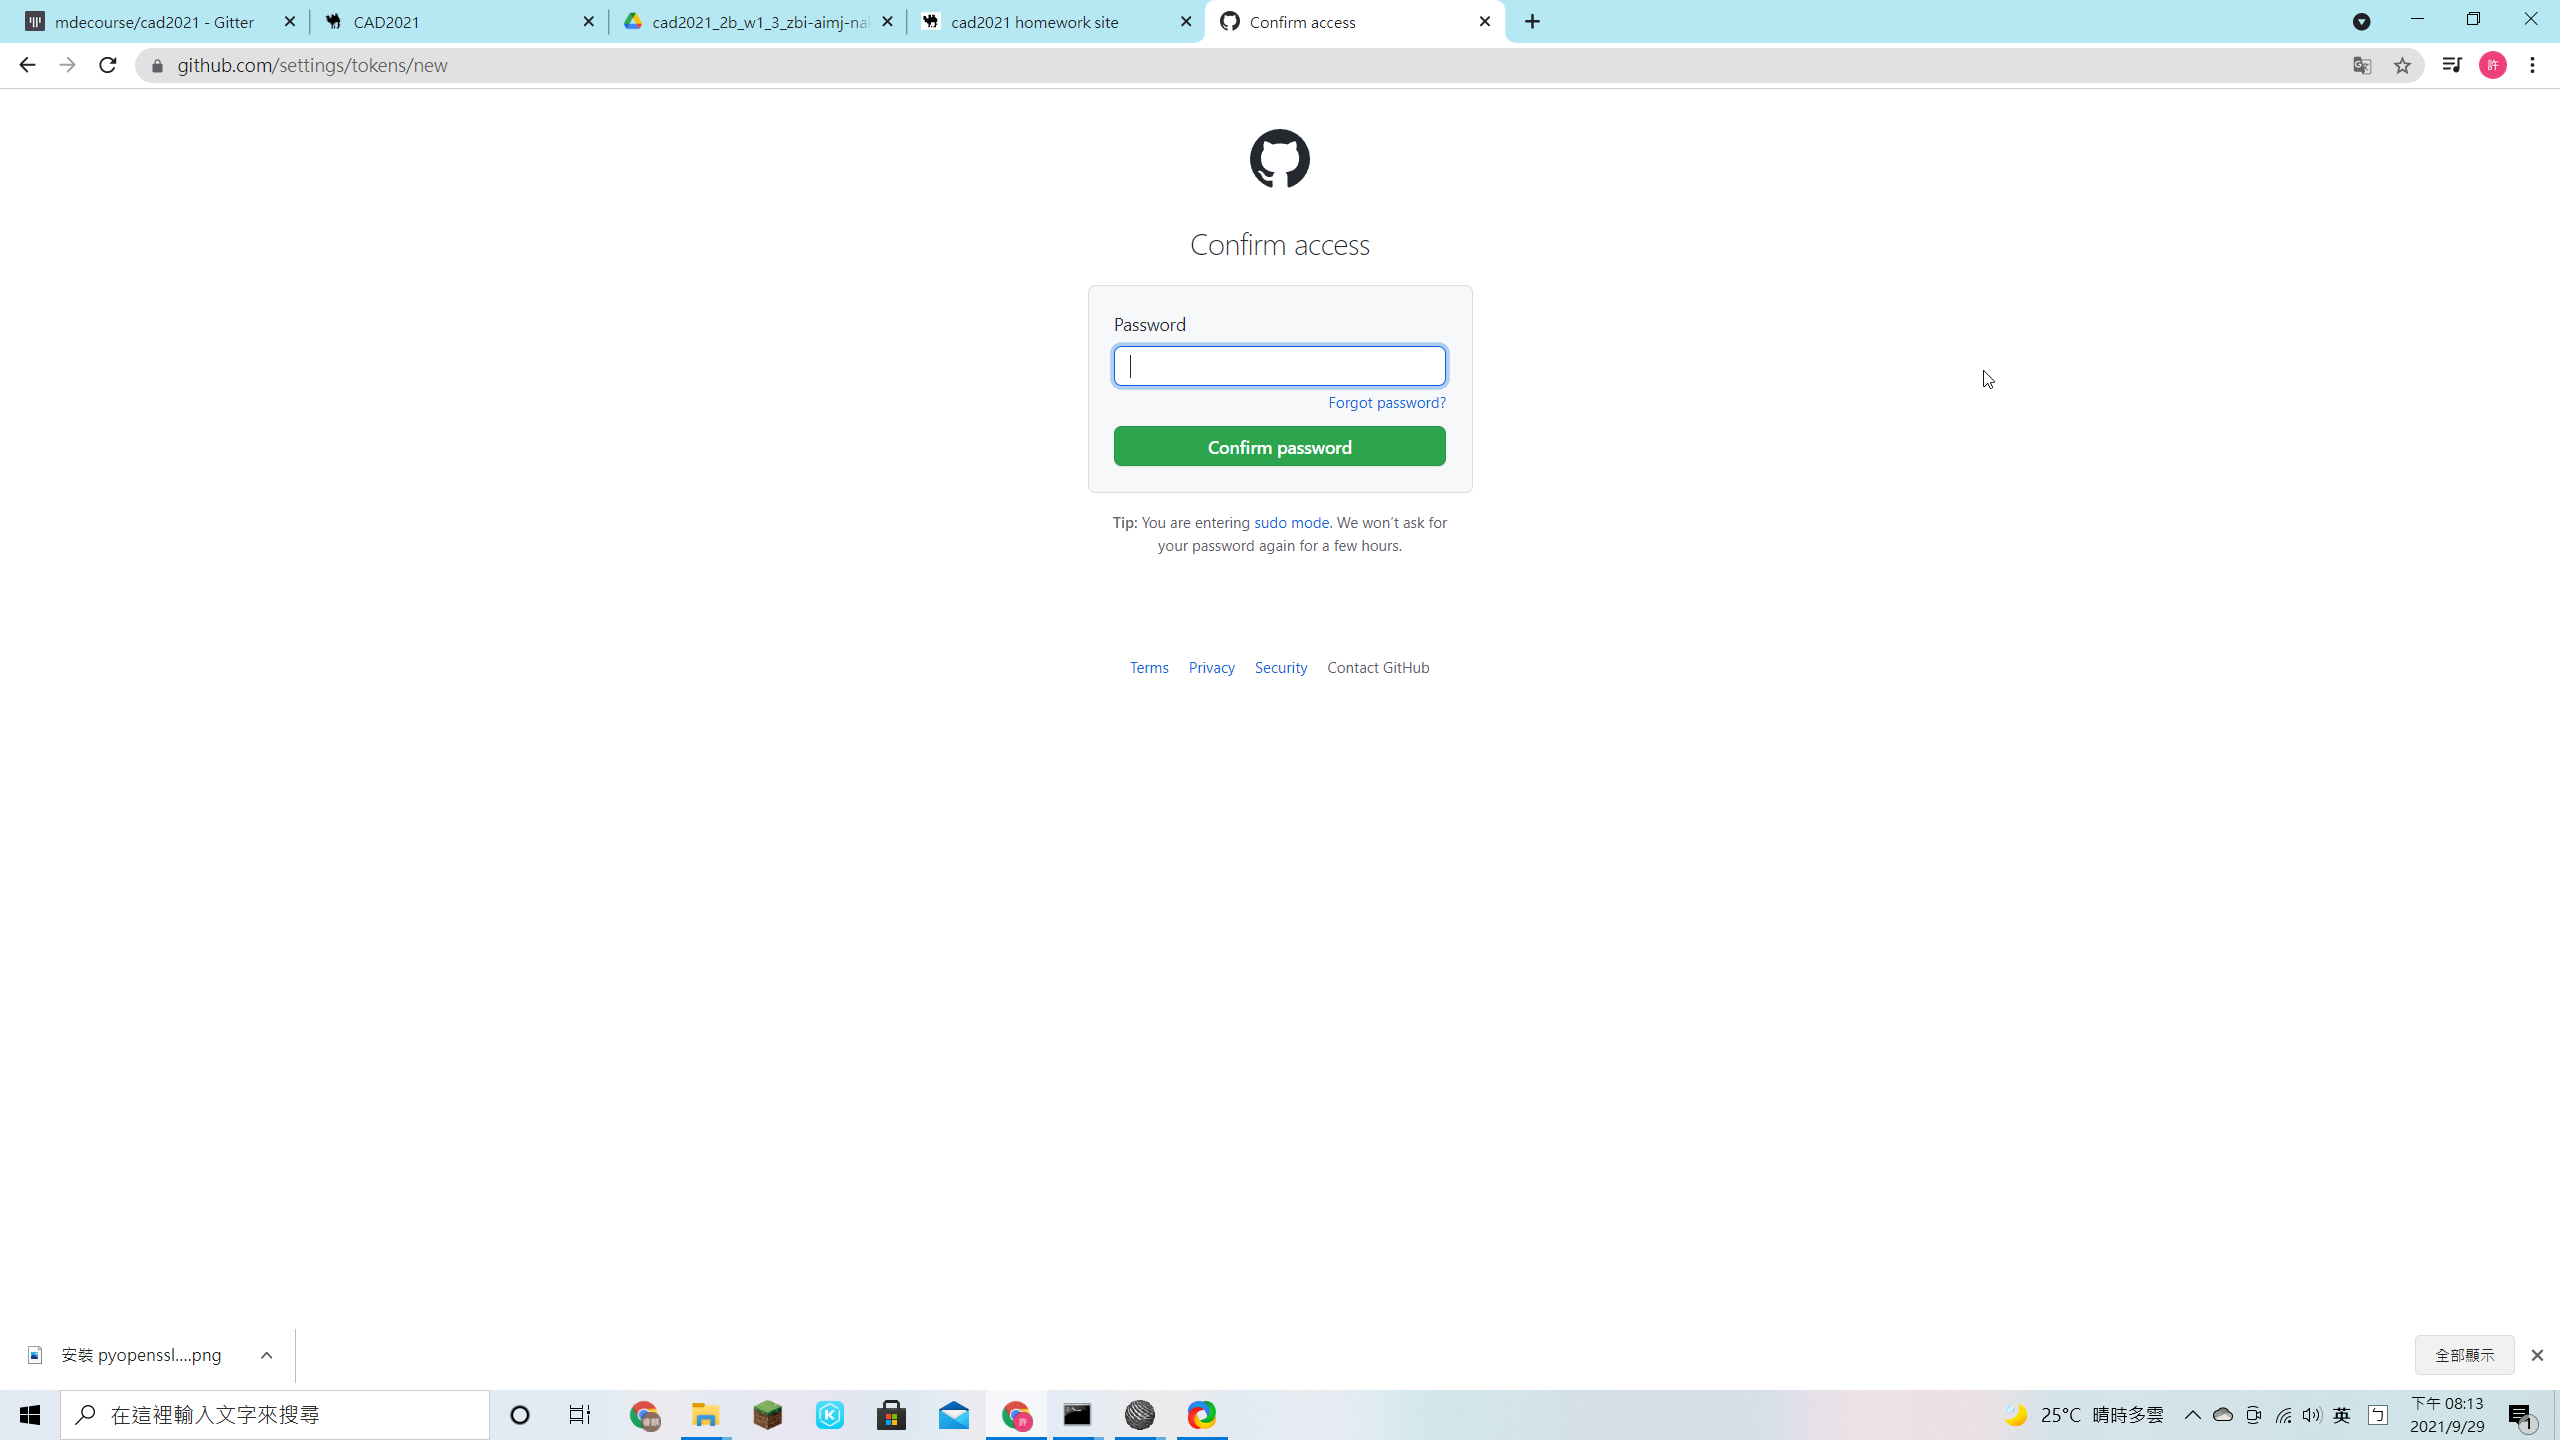 mdecourse/cad2021 - Gitter
CAD2021
cad2021_2b_w1_3_zbi-aimj-na
cad2021 homework site
Confirm access
github.com/settings/tokens/new
許
Confirm access
Password
Forgot password?
Confirm password
Tip: You are entering sudo mode. We won't ask for
your password again for a few hours.
Terms Privacy Security Contact GitHub
安裝 pyopenssl....png
全部顯示
在這裡輸入文字來搜尋
25°C 晴時多雲
英
ㄅ
下午 08:13
2021/9/29
1